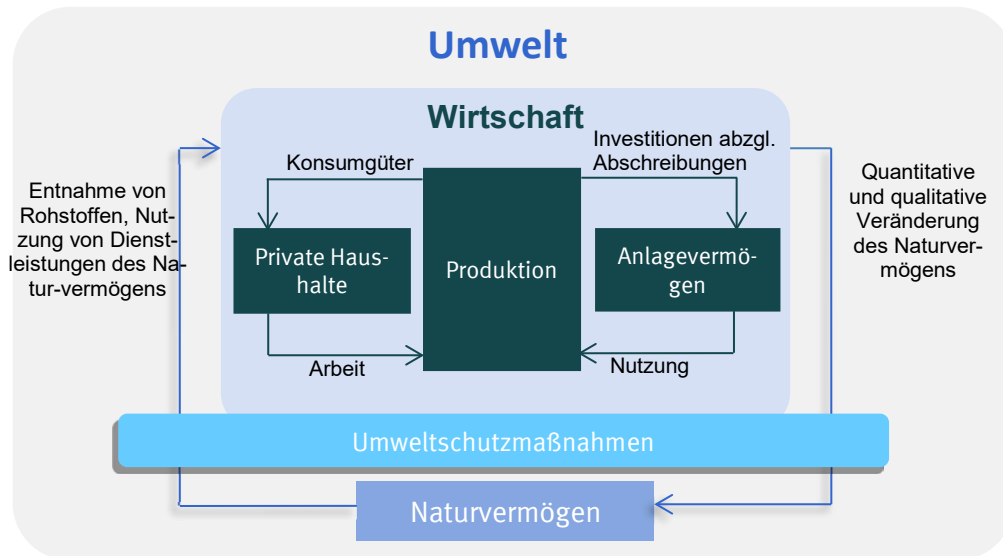 Umwelt
Wirtschaft
Konsumgüter
Investitionen abzgl.
Abschreibungen
Entnahme von
Rohstoffen, Nut-
zung von Dienst-
leistungen des Na-
tur-vermögens
Quantitative
und qualitative
Veränderung
des Naturver-
mögens
Private Haus-
halte
Produktion
Anlagevermö-
gen
Arbeit
Nutzung
Umweltschutzmaßnahmen
Naturvermögen